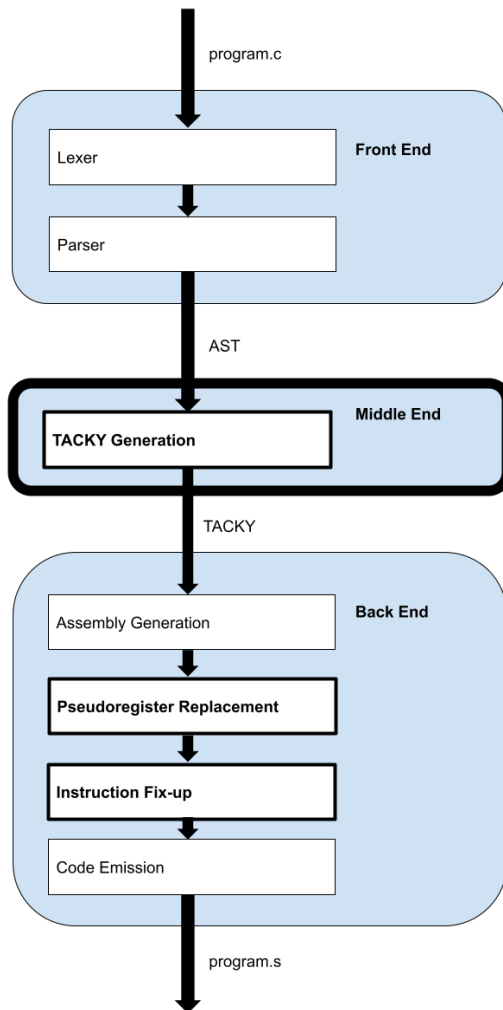 program.c
Front End
Lexer
Parser
AST
Middle End
TACKY Generation
TACKY
Back End
Assembly Generation
Pseudoregister Replacement
Instruction Fix-up
Code Emission
program.s